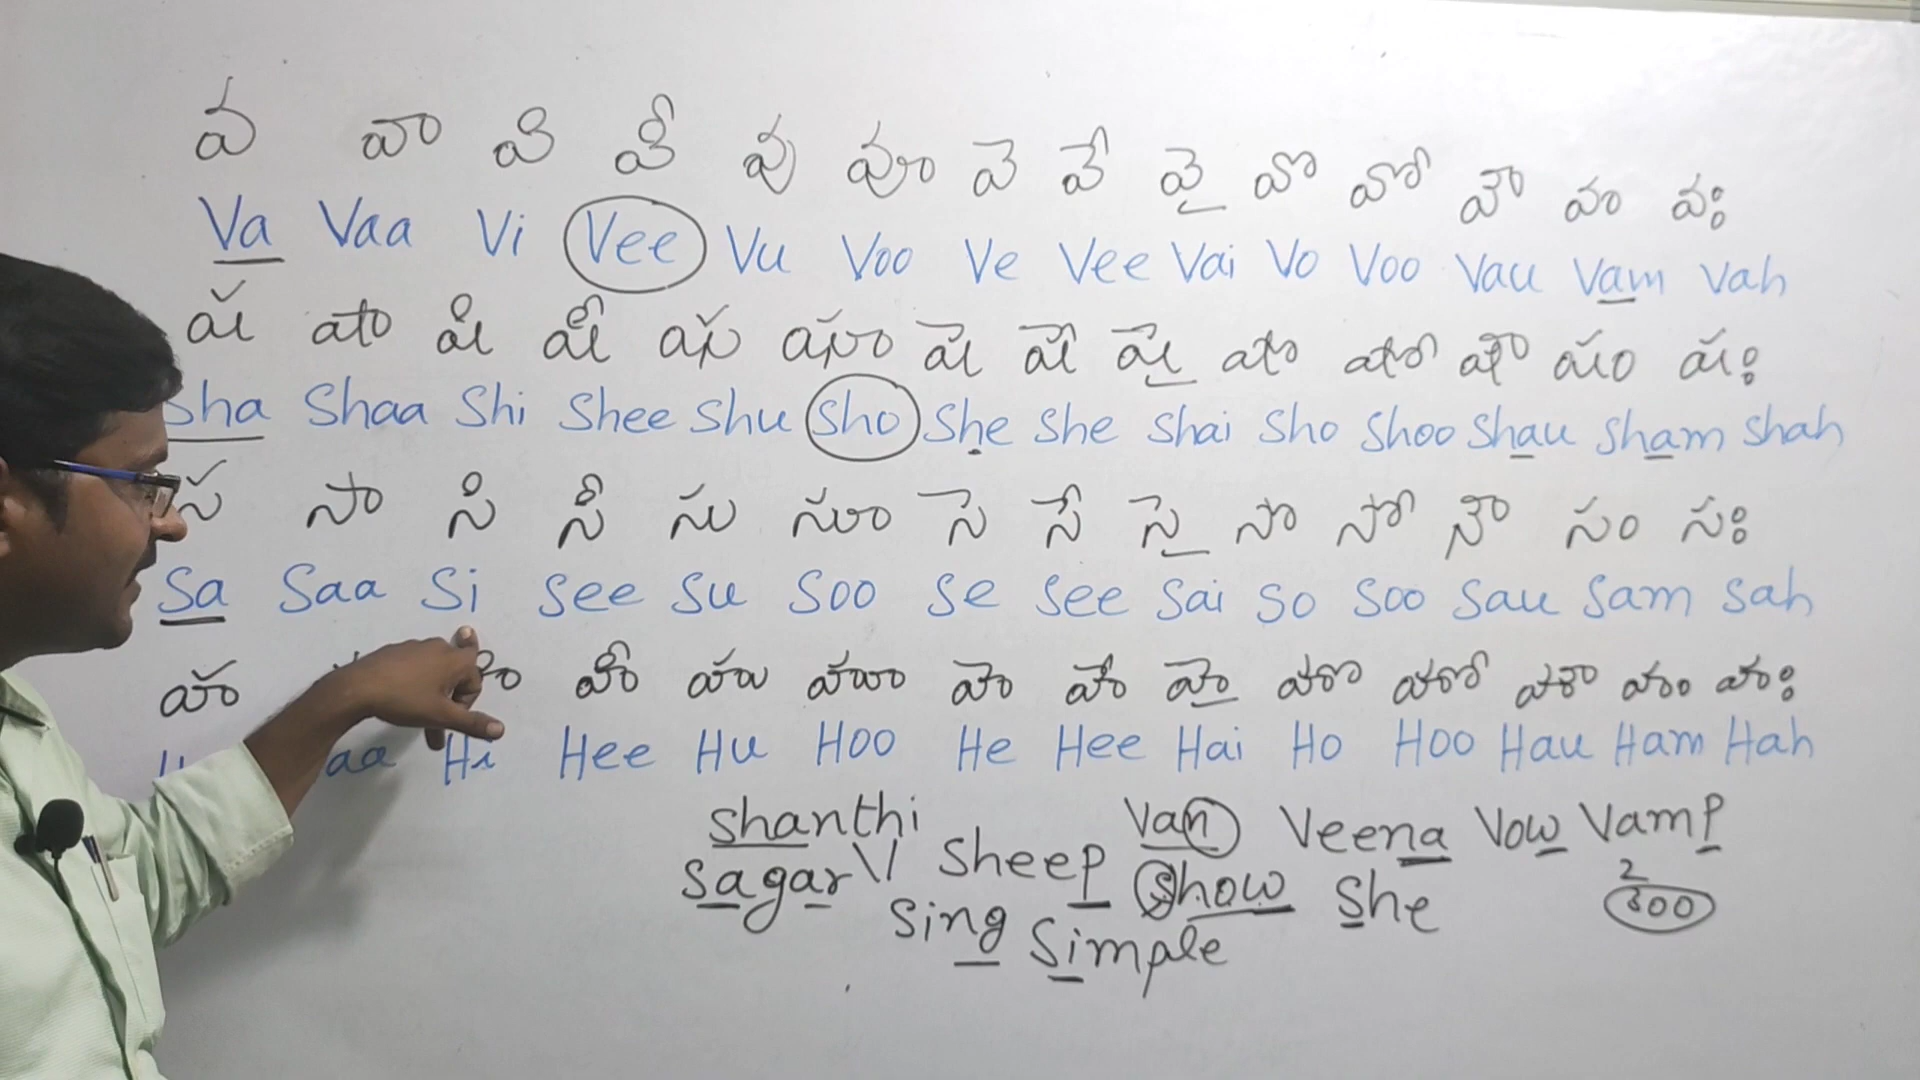 వ వా వి వీ వు వూ వె వే వై వొ వో వౌ వం వః
Va Vaa Vi Vee Vu Voo Ve Vee Vai Vo Voo Vau Vam Vah
ష షా షి షీ షు షూ షె షే షై షొ షో షౌ షం షః
Sha Shaa Shi Shee Shu Sho She She Shai Sho Shoo Shau Sham Shah
స సా సి సీ సు సూ సె సే సై సొ సో సౌ సం సః
Sa Saa Si See Su Soo Se See Sai So Soo Sau Sam Sah
హ హీ హు హూ హె హే హై హొ హో హౌ హం హః
aa Hi Hee Hu Hoo He Hee Hai Ho Hoo Hau Ham Hah
Shanthi Van Veena Vow Vamp
Sagar Sheep Show She
Sing Simple